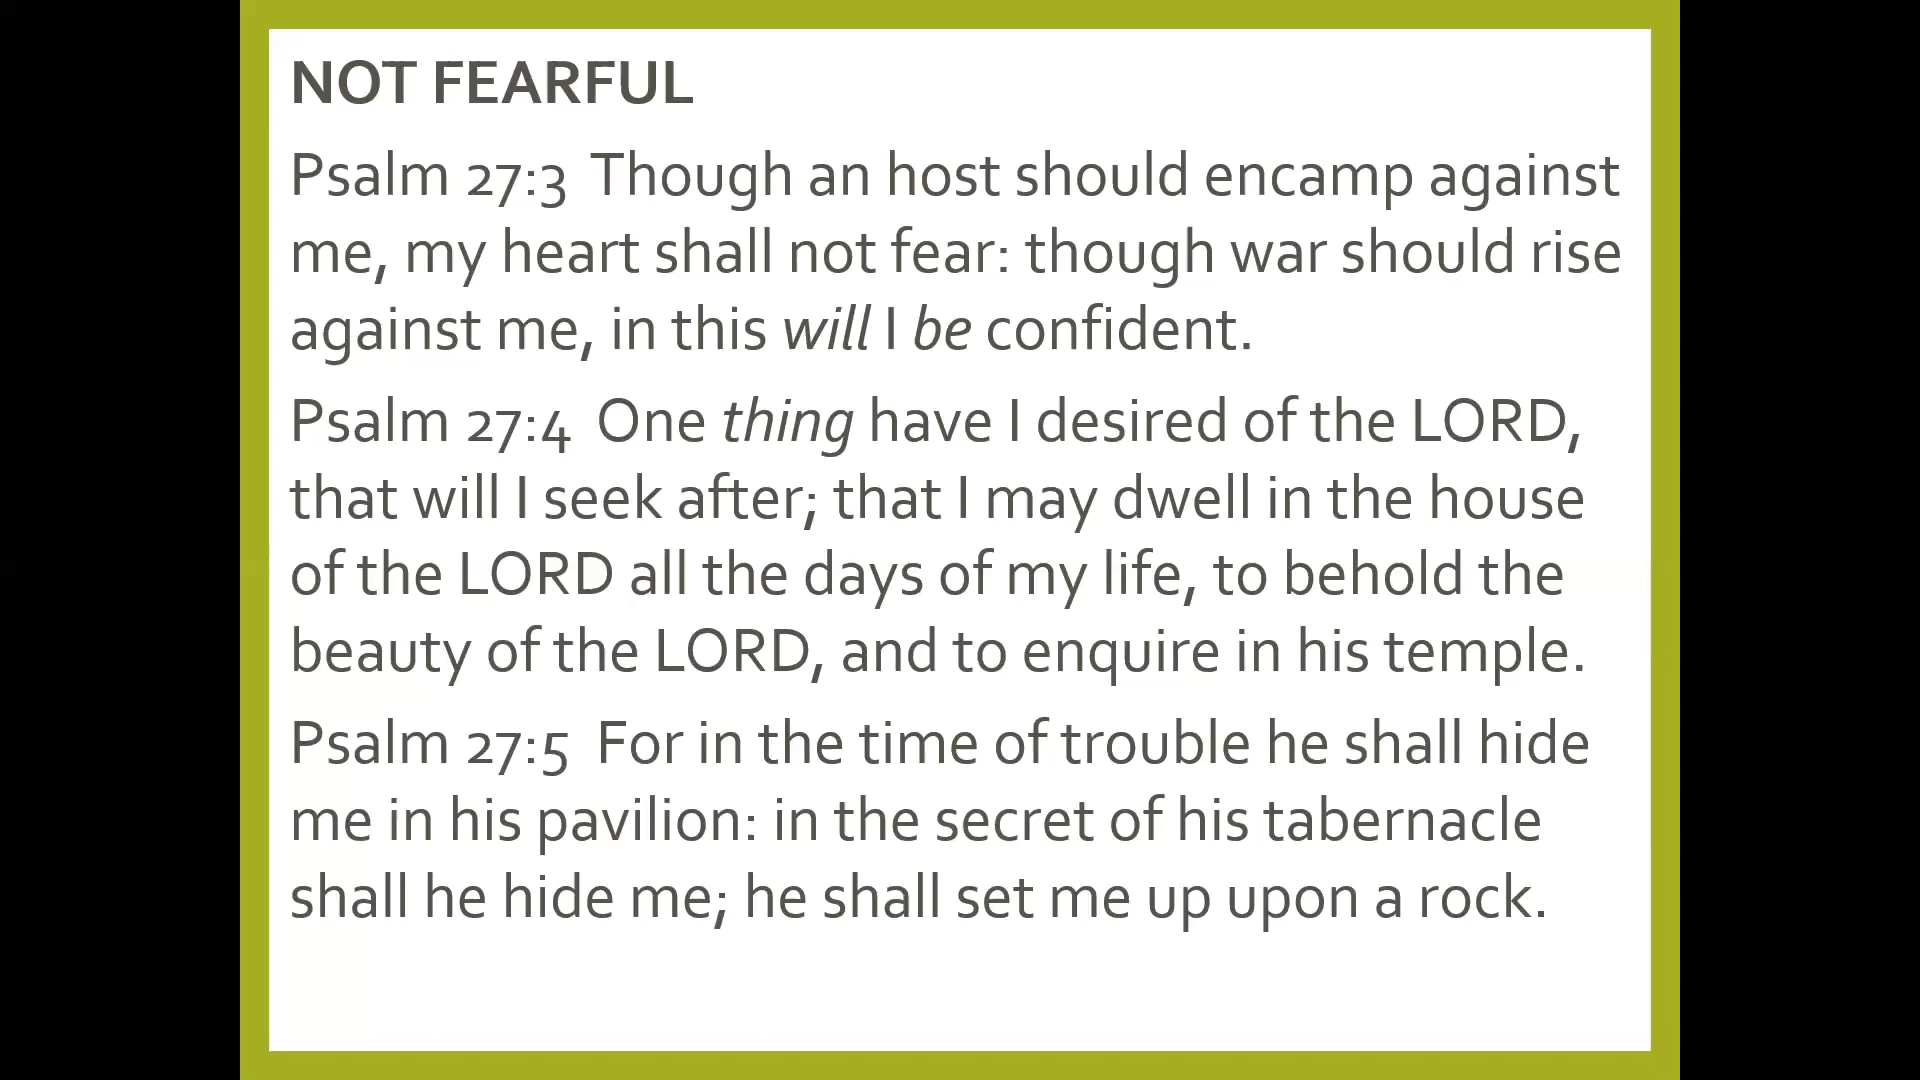 NOT FEARFUL
Psalm 27:3  Though an host should encamp against
me, my heart shall not fear: though war should rise
against me, in this will I be confident.
Psalm 27:4  One thing have I desired of the LORD,
that will I seek after; that I may dwell in the house
of the LORD all the days of my life, to behold the
beauty of the LORD, and to enquire in his temple.
Psalm 27:5  For in the time of trouble he shall hide
me in his pavilion: in the secret of his tabernacle
shall he hide me; he shall set me up upon a rock.